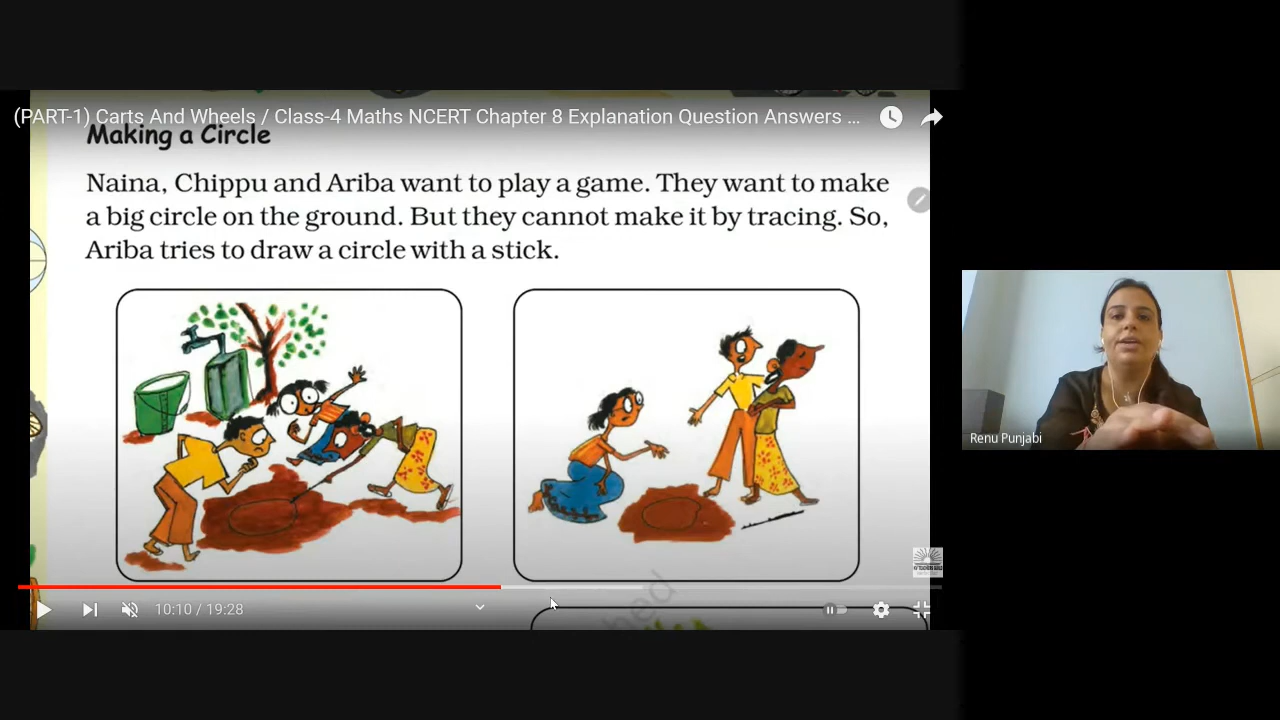 (PART-1) Carts And Wheels / Class-4 Maths NCERT Chapter 8 Explanation Question Answers ...
Making a Circle
Naina, Chippu and Ariba want to play a game. They want to make
a big circle on the ground. But they cannot make it by tracing. So,
Ariba tries to draw a circle with a stick.
Renu Punjabi
10:10 / 19:28